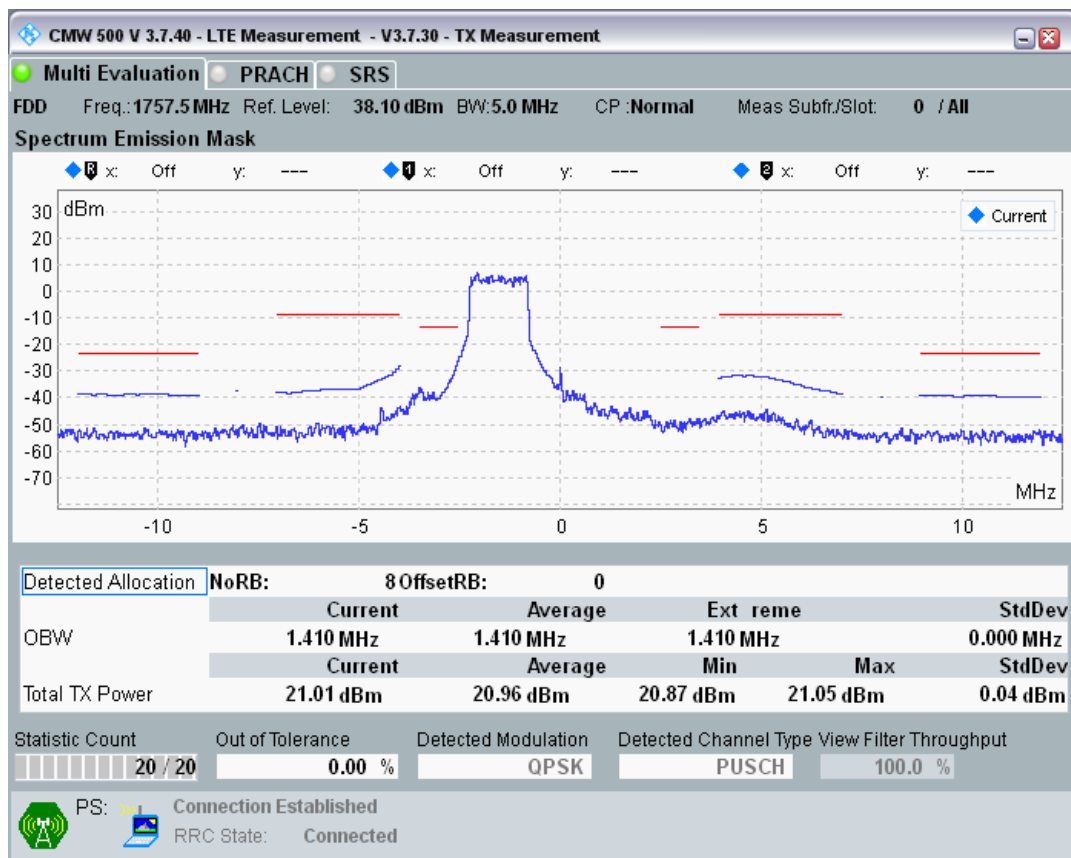 CMW 500 V 3.7.40 - LTE Measurement - V3.7.30 - TX Measurement
Multi Evaluation PRACH SRS
FDD Freq.: 1757.5 MHz Ref. Level: 38.10 dBm BW: 5.0 MHz CP : Normal Meas Subfr./Slot: 0 / All
Spectrum Emission Mask
R x: Off y: --- 1 x: Off y: --- 2 x: Off y: ---
dBm
Current
30
20
10
0
-10
-20
-30
-40
-50
-60
-70
MHz
-10 -5 0 5 10
Detected Allocation NoRB: 8 OffsetRB: 0
Current Average Ext reme StdDev
OBW 1.410 MHz 1.410 MHz 1.410 MHz 0.000 MHz
Current Average Min Max StdDev
Total TX Power 21.01 dBm 20.96 dBm 20.87 dBm 21.05 dBm 0.04 dBm
Statistic Count Out of Tolerance Detected Modulation Detected Channel Type View Filter Throughput
20 / 20 0.00 % QPSK PUSCH 100.0 %
PS: Connection Established
RRC State: Connected